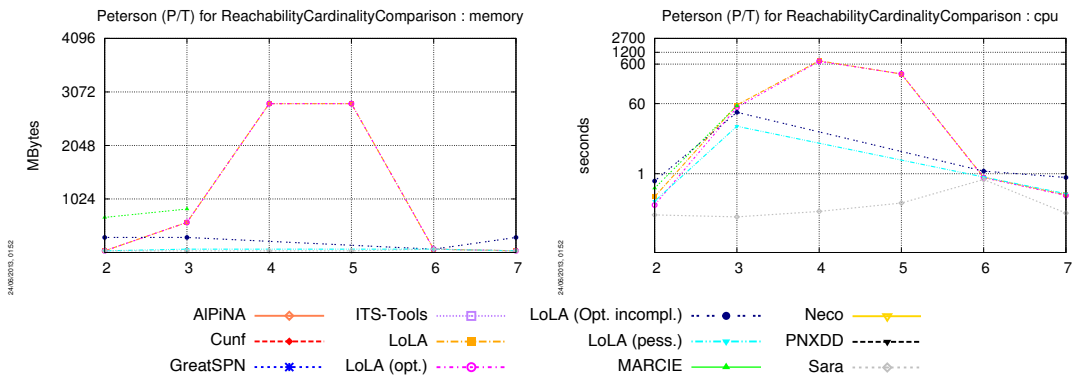 Peterson (P/T) for ReachabilityCardinalityComparison : memory
4096
3072
2048
1024
MBytes
2 3 4 5 6 7
24/06/2013, 01:52
Peterson (P/T) for ReachabilityCardinalityComparison : cpu
2700
1200
600
60
1
seconds
2 3 4 5 6 7
24/06/2013, 01:52
AlPiNA
Cunf
GreatSPN
ITS-Tools
LoLA
LoLA (opt.)
LoLA (Opt. incompl.)
LoLA (pess.)
MARCIE
Neco
PNXDD
Sara